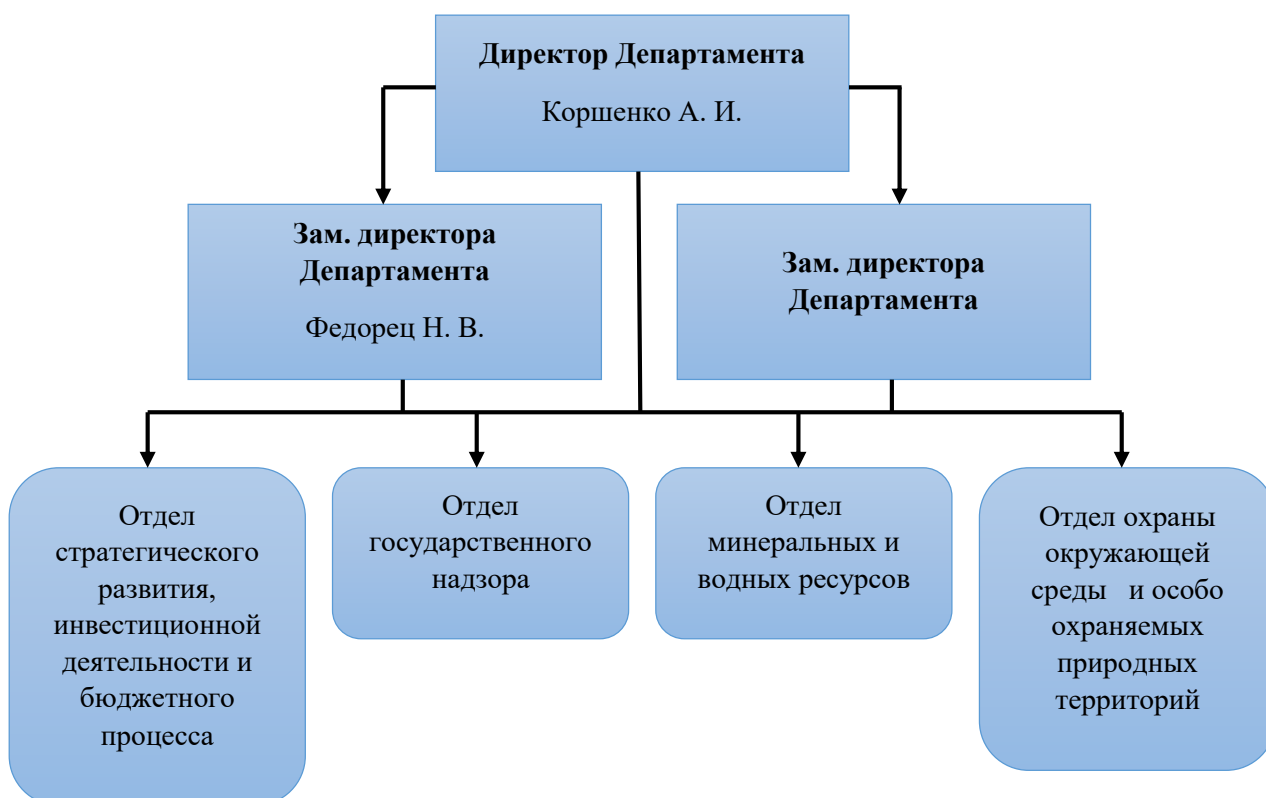 Директор Департамента
Коршенко А. И.
Зам. директора
Департамента
Федорец Н. В.
Зам. директора
Департамента
Отдел
стратегического
развития,
инвестиционной
деятельности и
бюджетного
процесса
Отдел
государственного
надзора
Отдел
минеральных и
водных ресурсов
Отдел охраны
окружающей
среды и особо
охраняемых
природных
территорий